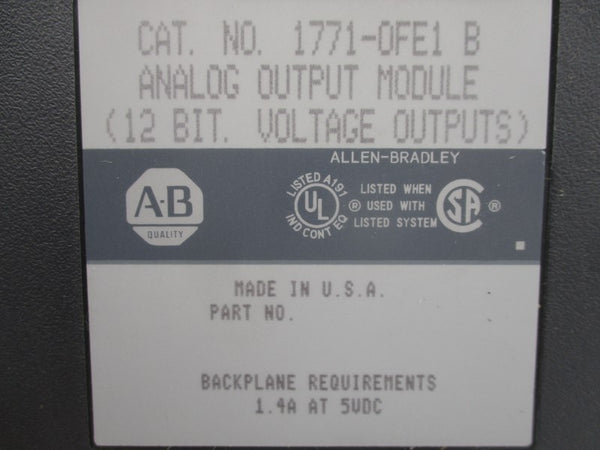 CAT. NO. 1771-OFE1 B
ANALOG OUTPUT MODULE
(12 BIT. VOLTAGE OUTPUTS)
ALLEN-BRADLEY
A-B
QUALITY
LISTED A191
UL
IND CONT EQ
®
LISTED WHEN
USED WITH
LISTED SYSTEM
SA
®
MADE IN U.S.A.
PART NO.
BACKPLANE REQUIREMENTS
1.4A AT 5VDC